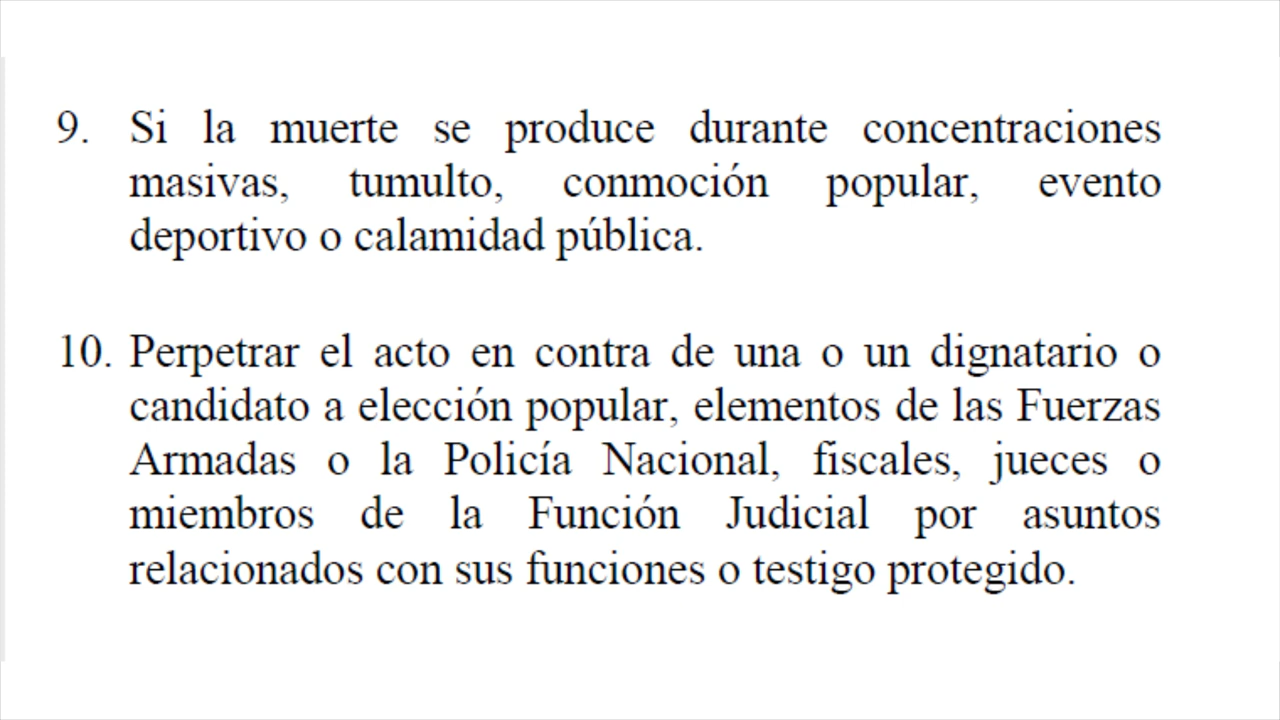 9. Si la muerte se produce durante concentraciones
masivas, tumulto, conmoción popular, evento
deportivo o calamidad pública.
10. Perpetrar el acto en contra de una o un dignatario o
candidato a elección popular, elementos de las Fuerzas
Armadas o la Policía Nacional, fiscales, jueces o
miembros de la Función Judicial por asuntos
relacionados con sus funciones o testigo protegido.